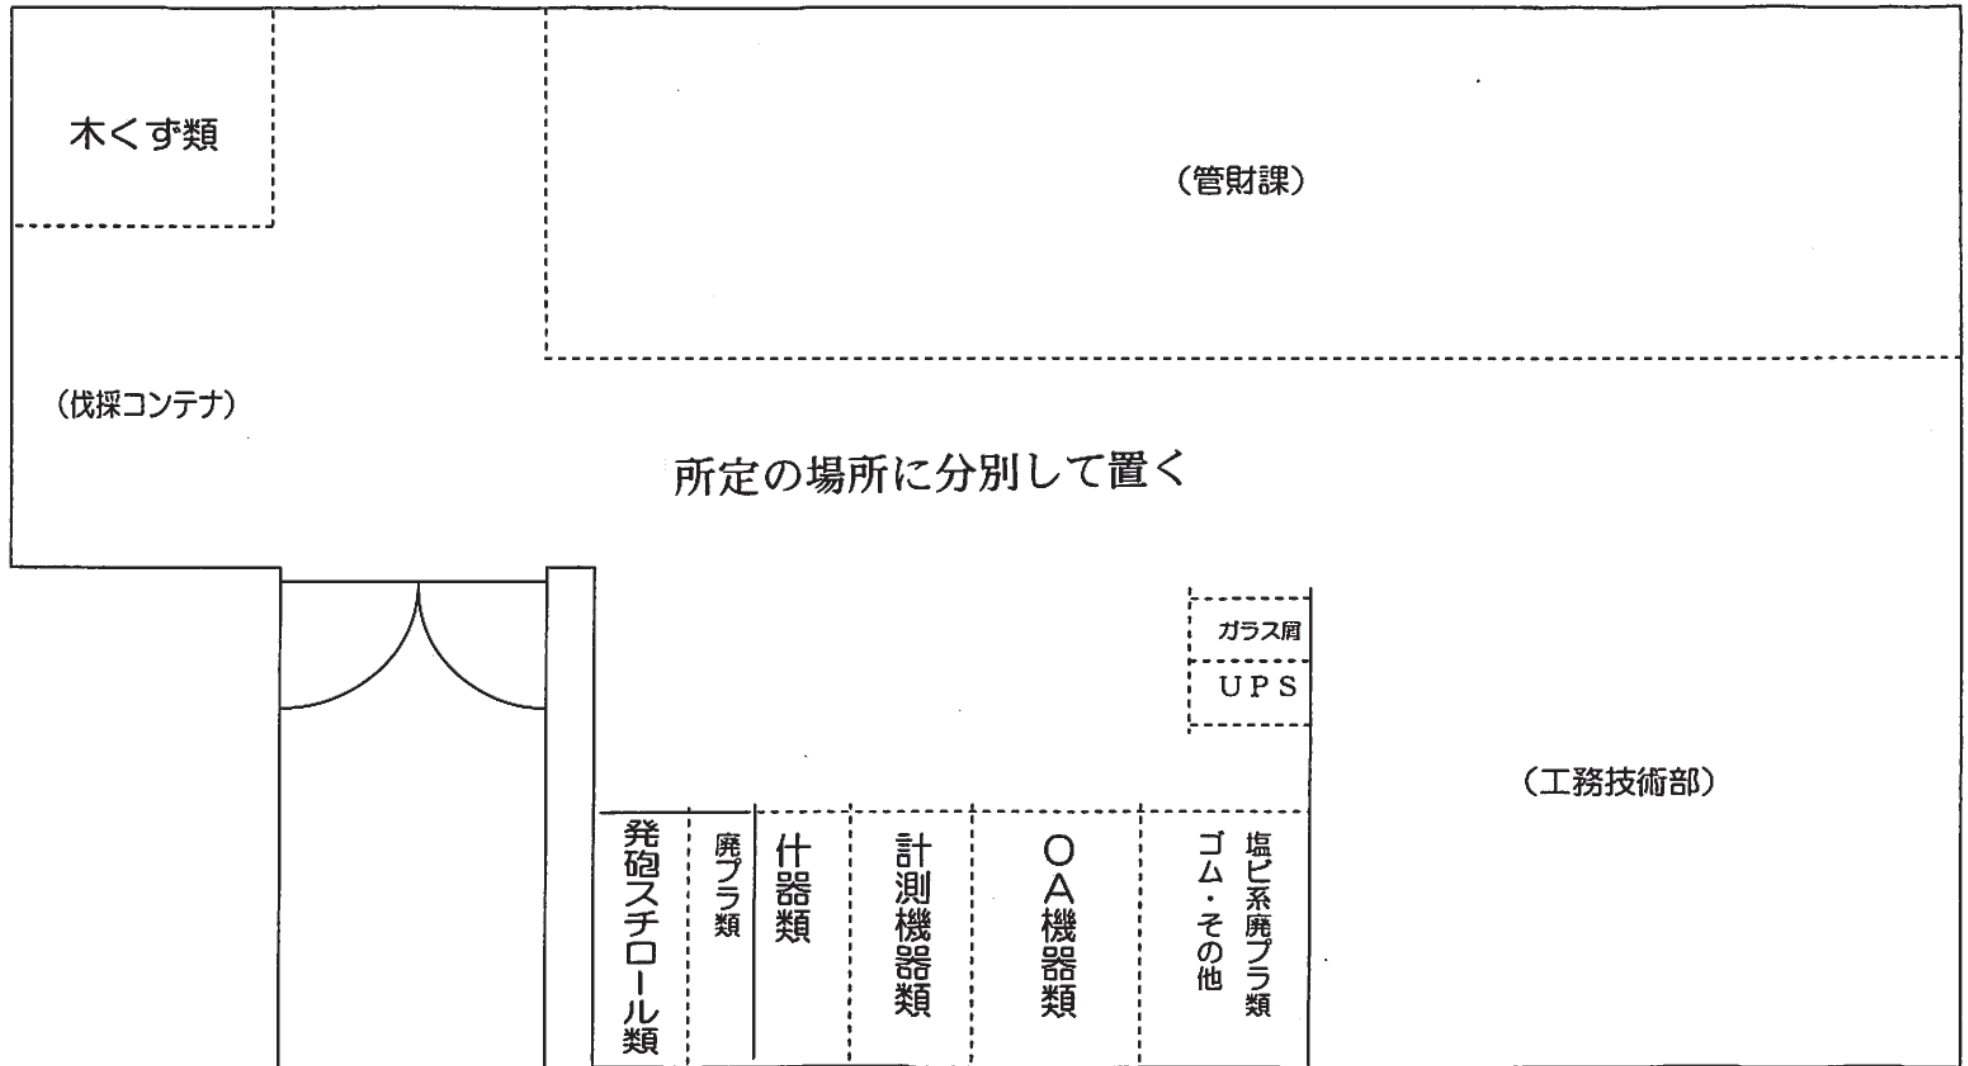 木くず類
（管財課）
（伐採コンテナ）
所定の場所に分別して置く
ガラス屑
ＵＰＳ
（工務技術部）
発砲スチロール類
廃プラ類
什器類
計測機器類
ＯＡ機器類
塩ビ系廃プラ類
ゴム・その他